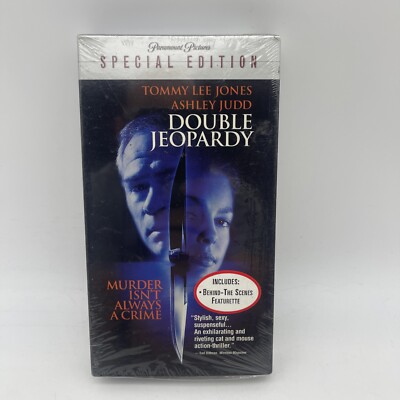 Paramount Pictures
SPECIAL EDITION
TOMMY LEE JONES
ASHLEY JUDD
DOUBLE
JEOPARDY
MURDER
ISN'T
ALWAYS
A CRIME
INCLUDES:
• BEHIND-THE SCENES
FEATURETTE
"Stylish, sexy,
suspenseful...
An exhilarating and
riveting cat and mouse
action-thriller."